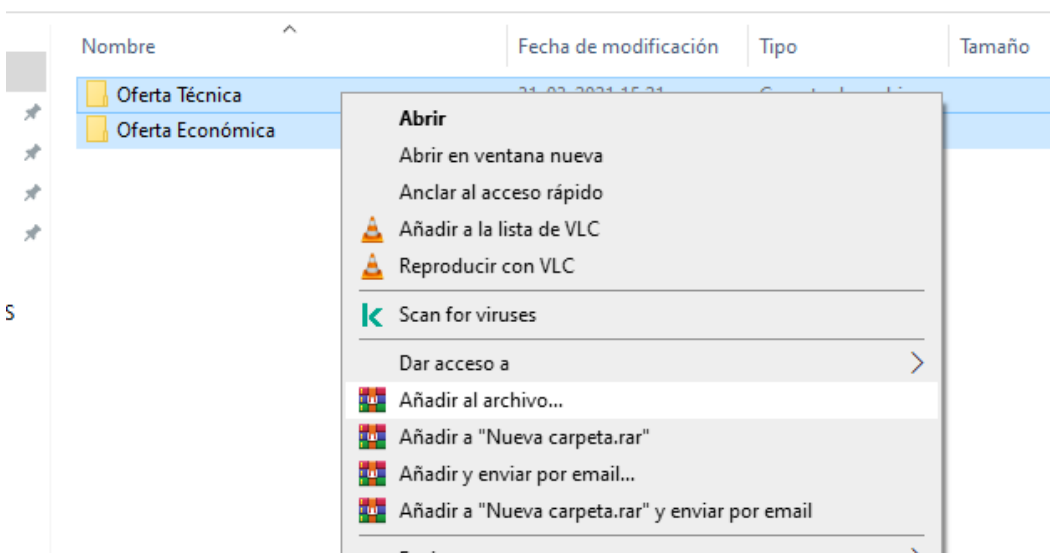 Nombre Fecha de modificación Tipo Tamaño
Oferta Técnica
Oferta Económica
Abrir
Abrir en ventana nueva
Anclar al acceso rápido
Añadir a la lista de VLC
Reproducir con VLC
S
Scan for viruses
Dar acceso a
Añadir al archivo...
Añadir a "Nueva carpeta.rar"
Añadir y enviar por email...
Añadir a "Nueva carpeta.rar" y enviar por email